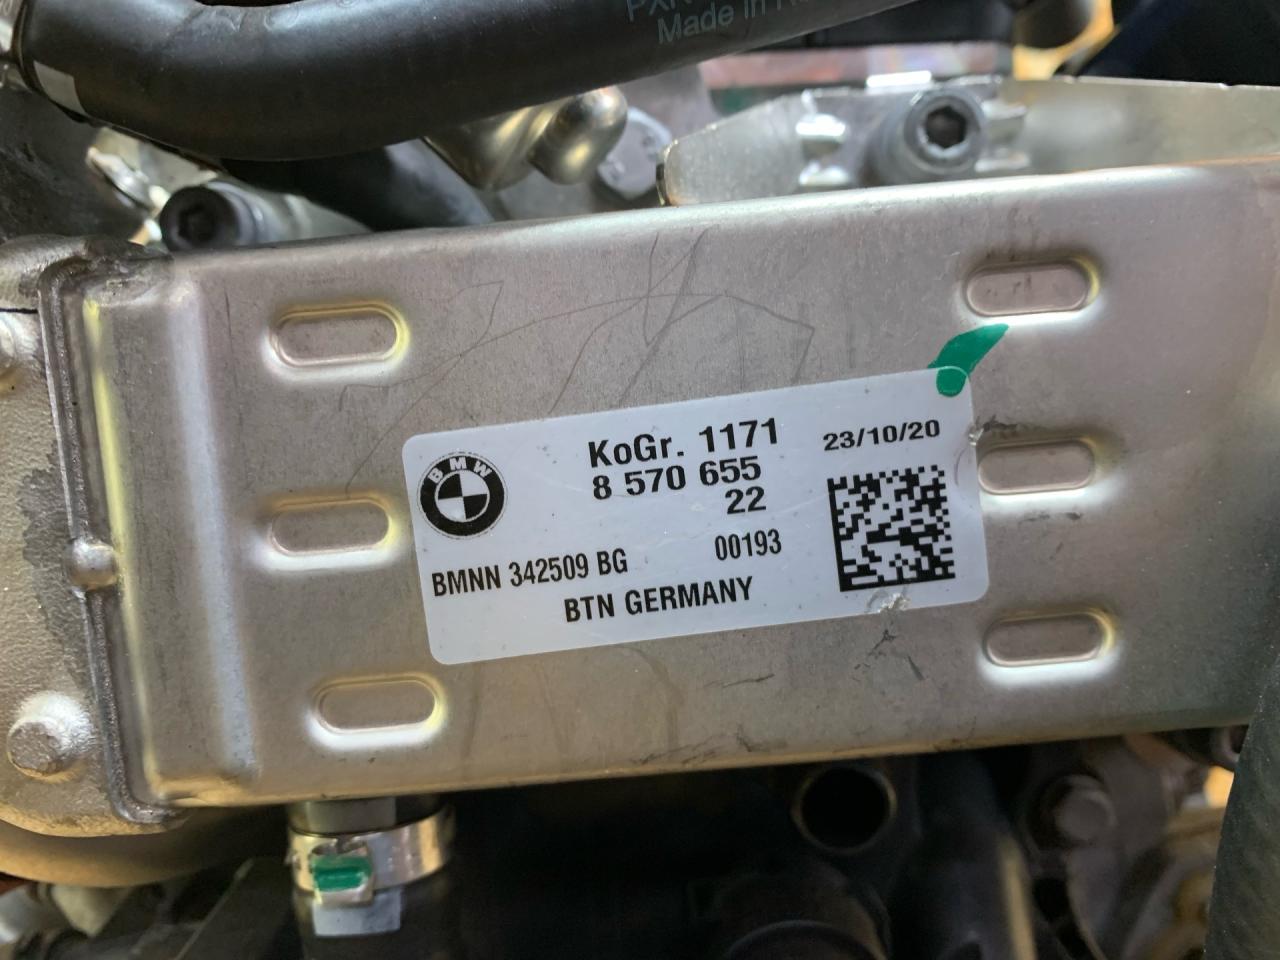 Made in
BMW
KoGr. 1171
23/10/20
8 570 655
22
BMNN 342509 BG
00193
BTN GERMANY